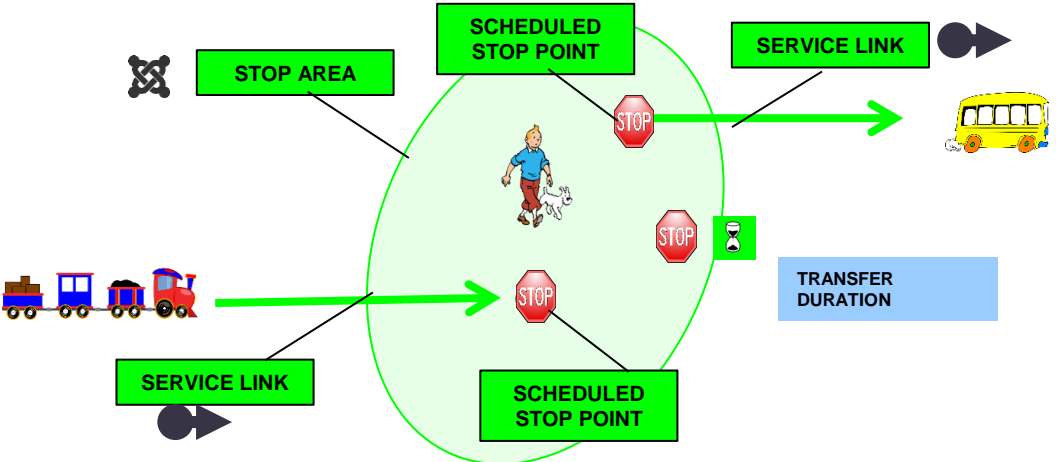 SCHEDULED
STOP POINT
SERVICE LINK
STOP AREA
STOP
STOP
TRANSFER
DURATION
STOP
SERVICE LINK
SCHEDULED
STOP POINT